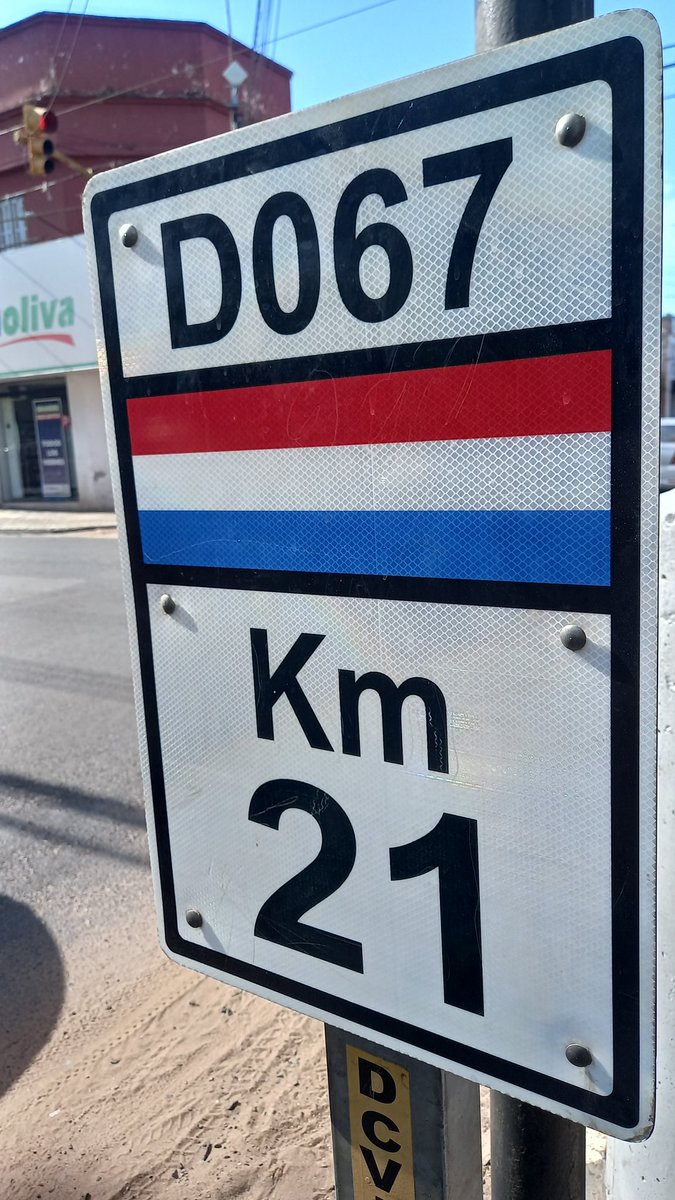 D067
Km
21
oliva
DCV